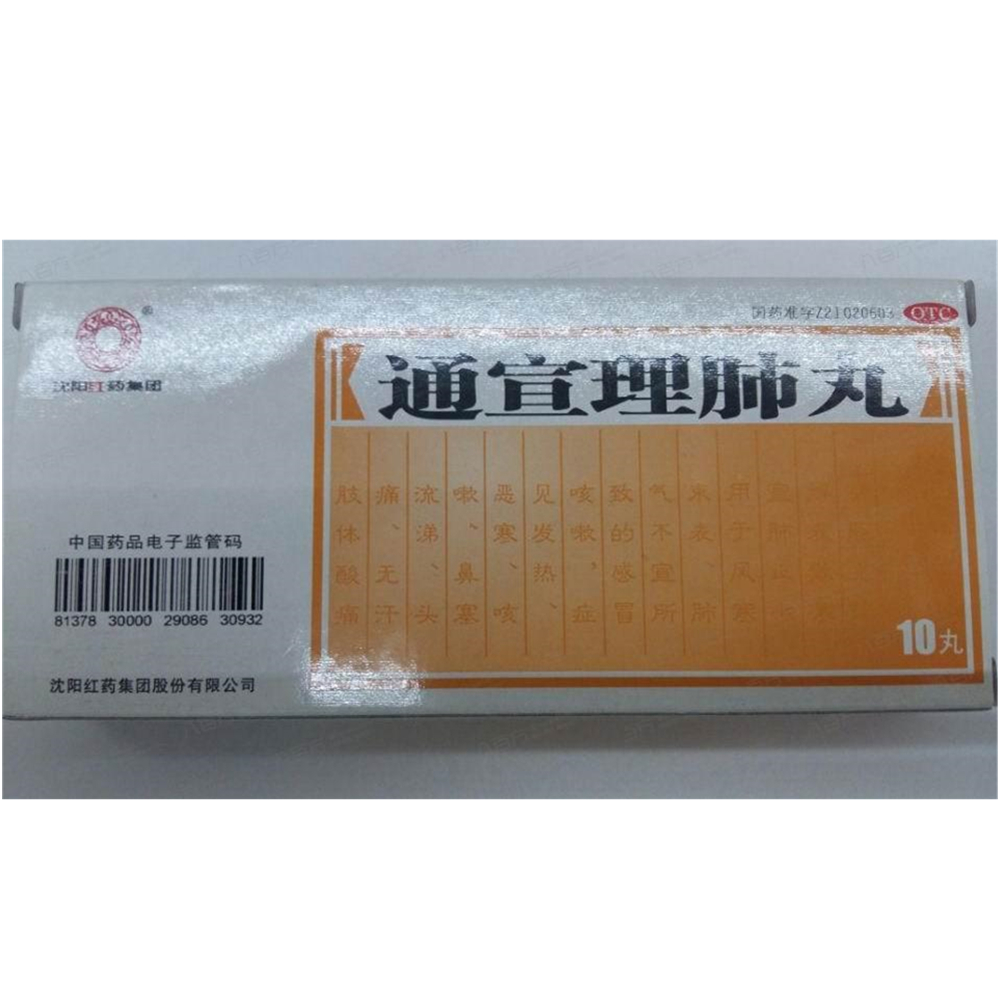 沈阳红药集团
国药准字Z21020603
OTC
通宣理肺丸
用于风寒
束表、肺
气不宣所
致的感冒
咳嗽,症
见发热、
恶寒、咳
嗽、鼻塞
流涕、头
痛、无汗
肢体酸痛
10丸
中国药品电子监管码
81378 30000 29086 30932
沈阳红药集团股份有限公司